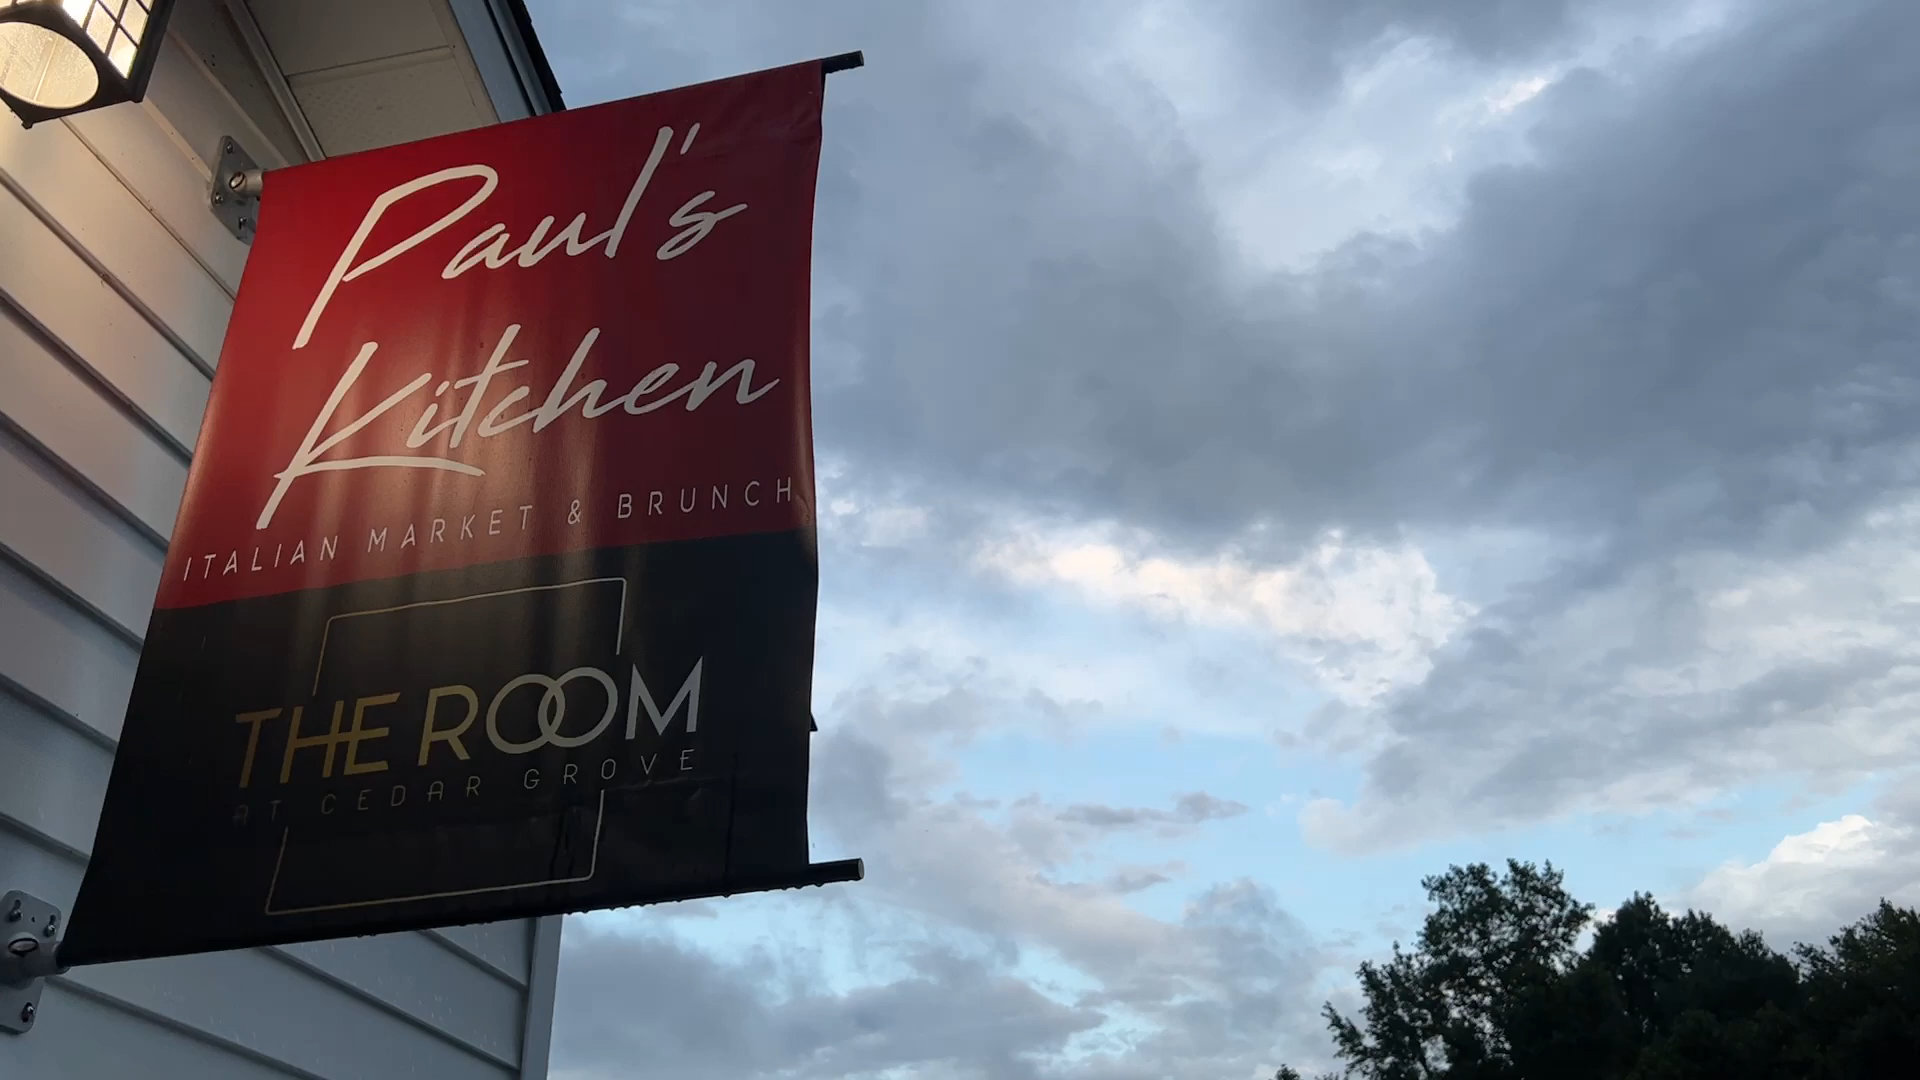 Paul's
Kitchen
ITALIAN MARKET & BRUNCH
THE ROOM
AT CEDAR GROVE